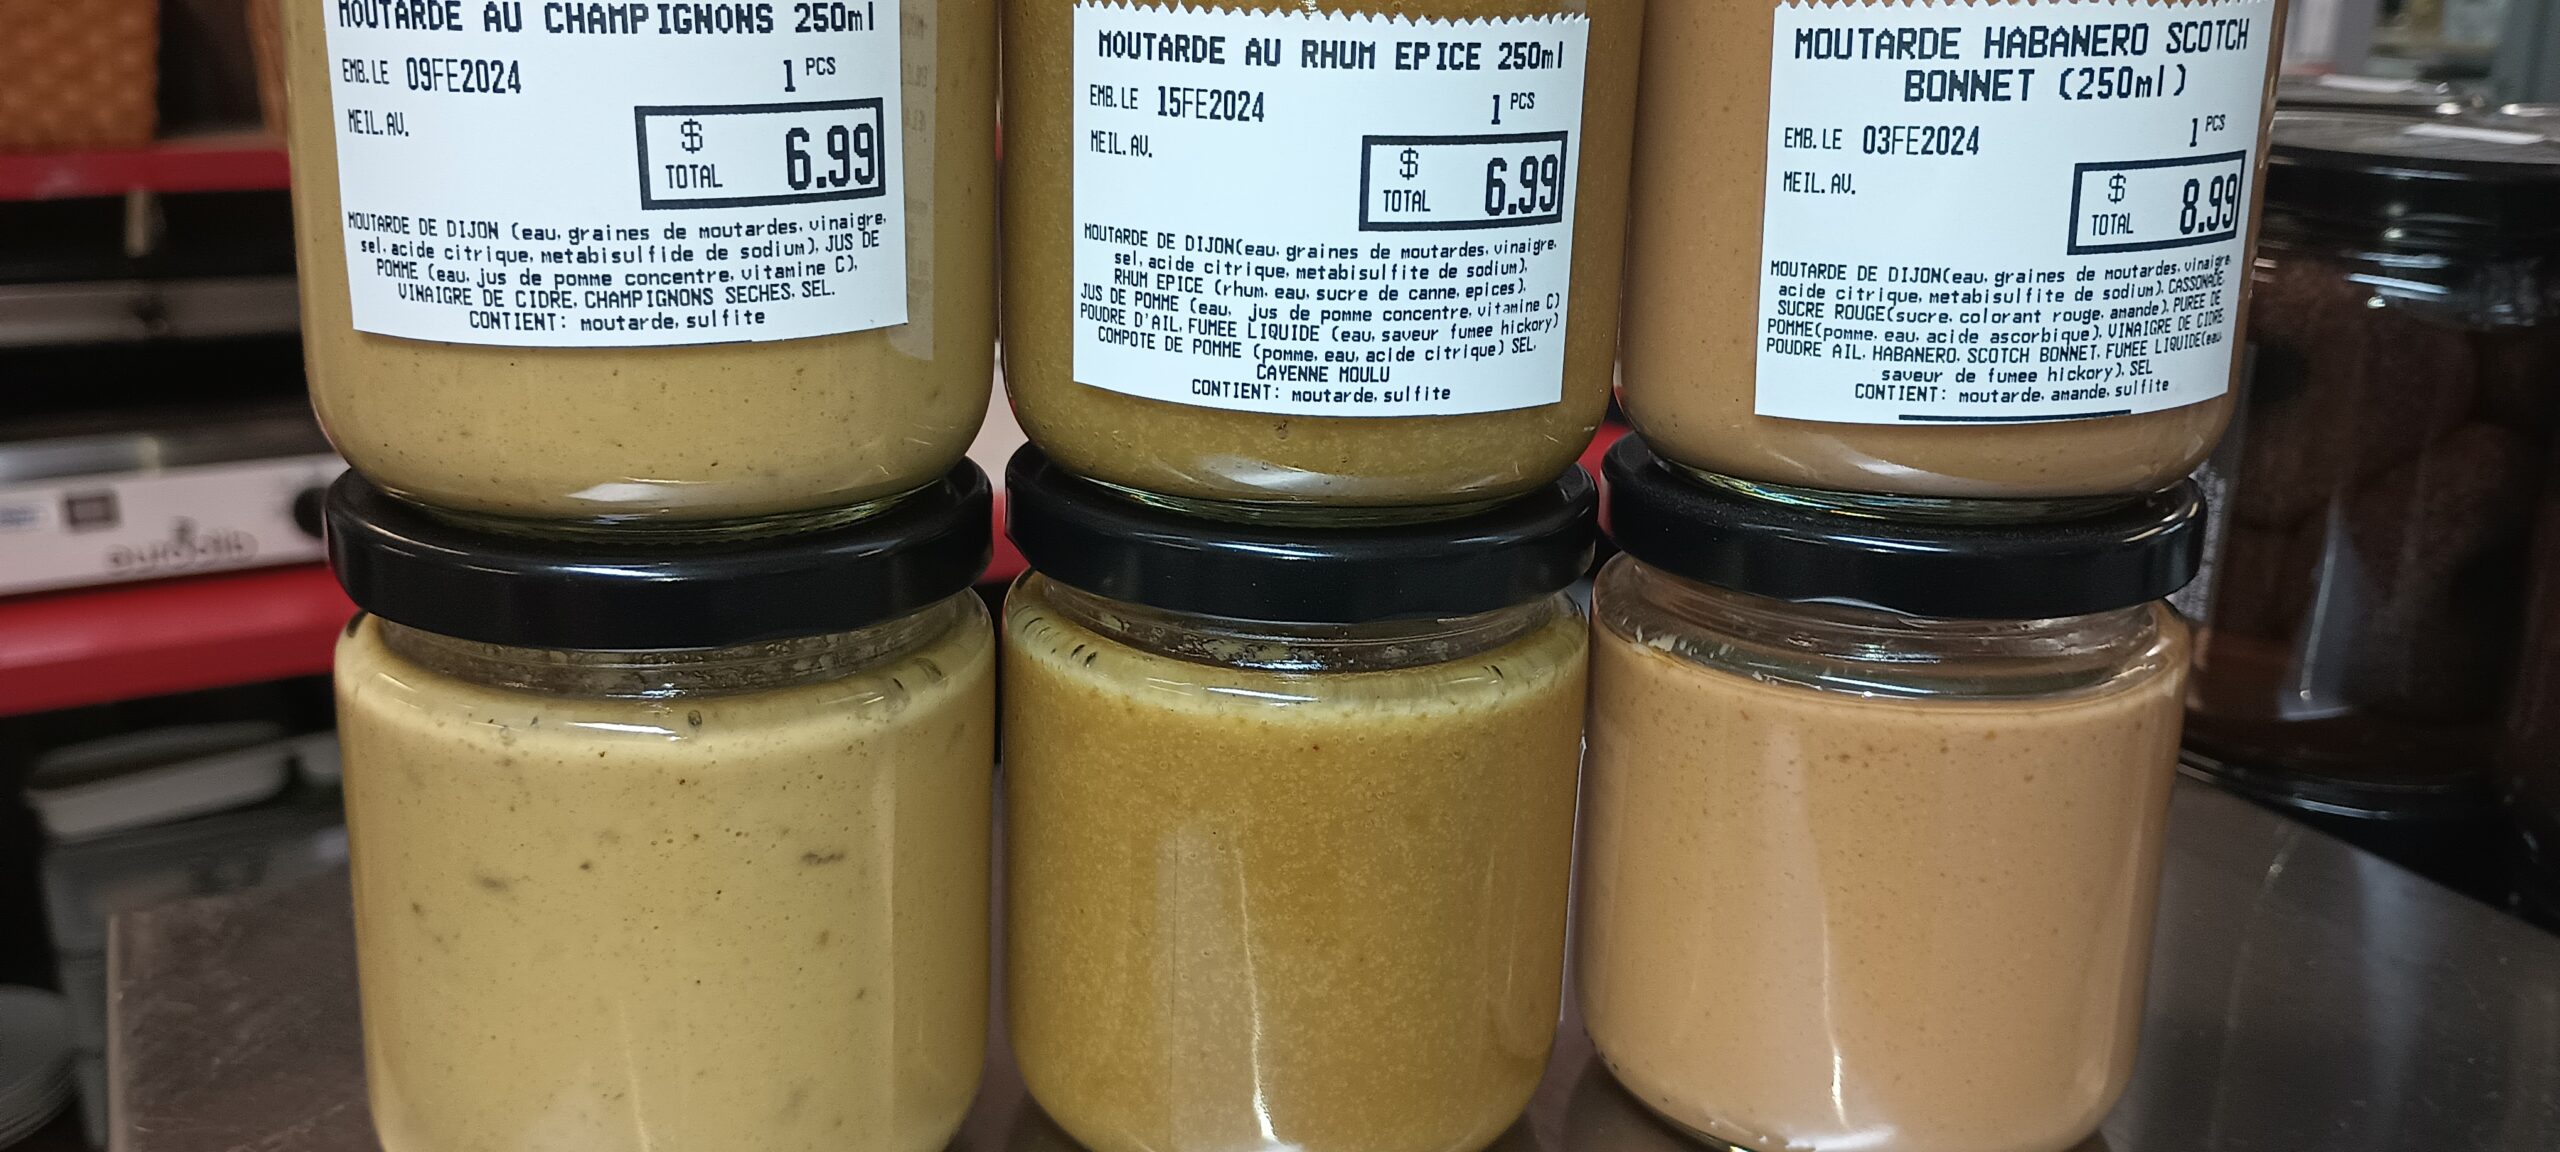 MOUTARDE AU CHAMPIGNONS 250ml
EMB.LE 09FE2024
1 PCS
MEIL.AV.
$
TOTAL 6.99
MOUTARDE DE DIJON (eau, graines de moutardes, vinaigre,
sel, acide citrique, metabisulfide de sodium), JUS DE
POMME (eau, jus de pomme concentre, vitamine C),
VINAIGRE DE CIDRE, CHAMPIGNONS SECHES, SEL.
CONTIENT: moutarde, sulfite
MOUTARDE AU RHUM EPICE 250ml
EMB.LE 15FE2024
1 PCS
MEIL.AV.
$
TOTAL 6.99
MOUTARDE DE DIJON(eau, graines de moutardes, vinaigre,
sel, acide citrique, metabisulfite de sodium),
RHUM EPICE (rhum, eau, sucre de canne, epices),
JUS DE POMME (eau, jus de pomme concentre, vitamine C)
POUDRE D'AIL, FUMEE LIQUIDE (eau, saveur fumee hickory)
COMPOTE DE POMME (pomme, eau, acide citrique) SEL,
CAYENNE MOULU
CONTIENT: moutarde, sulfite
MOUTARDE HABANERO SCOTCH
BONNET (250ml)
EMB.LE 03FE2024
1 PCS
MEIL.AV.
$
TOTAL 8.99
MOUTARDE DE DIJON(eau, graines de moutardes, vinaigre
acide citrique, metabisulfite de sodium), CASSONADE
SUCRE ROUGE(sucre, colorant rouge, amande), PUREE DE
POMME(pomme, eau, acide ascorbique), VINAIGRE DE CIDRE
POUDRE AIL, HABANERO, SCOTCH BONNET, FUMEE LIQUIDE(eau,
saveur de fumee hickory), SEL
CONTIENT: moutarde, amande, sulfite